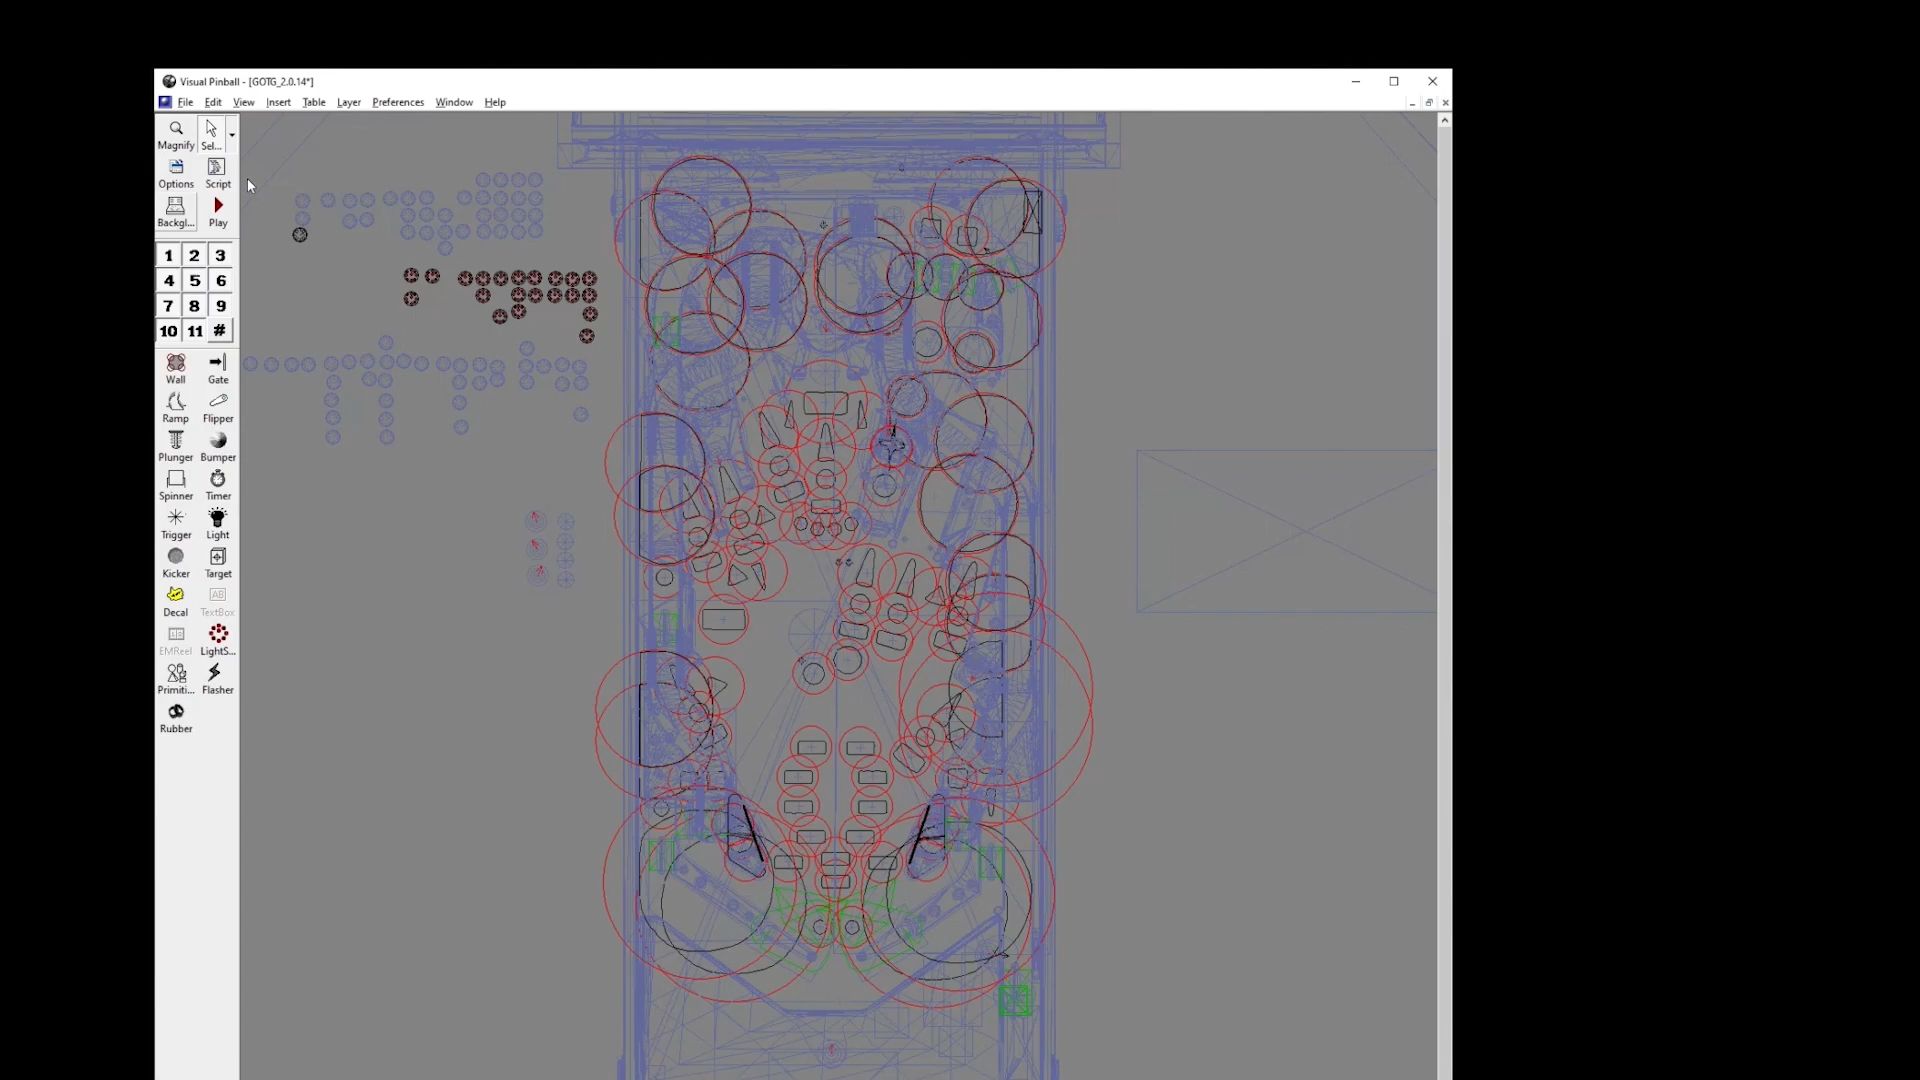 Visual Pinball - [GOTG_2.0.14*]
File Edit View Insert Table Layer Preferences Window Help
Magnify Sel...
Options Script
Backgl... Play
1 2 3
4 5 6
7 8 9
10 11 #
Wall Gate
Ramp Flipper
Plunger Bumper
Spinner Timer
Trigger Light
Kicker Target
Decal TextBox
EMReel LightS...
Primiti... Flasher
Rubber